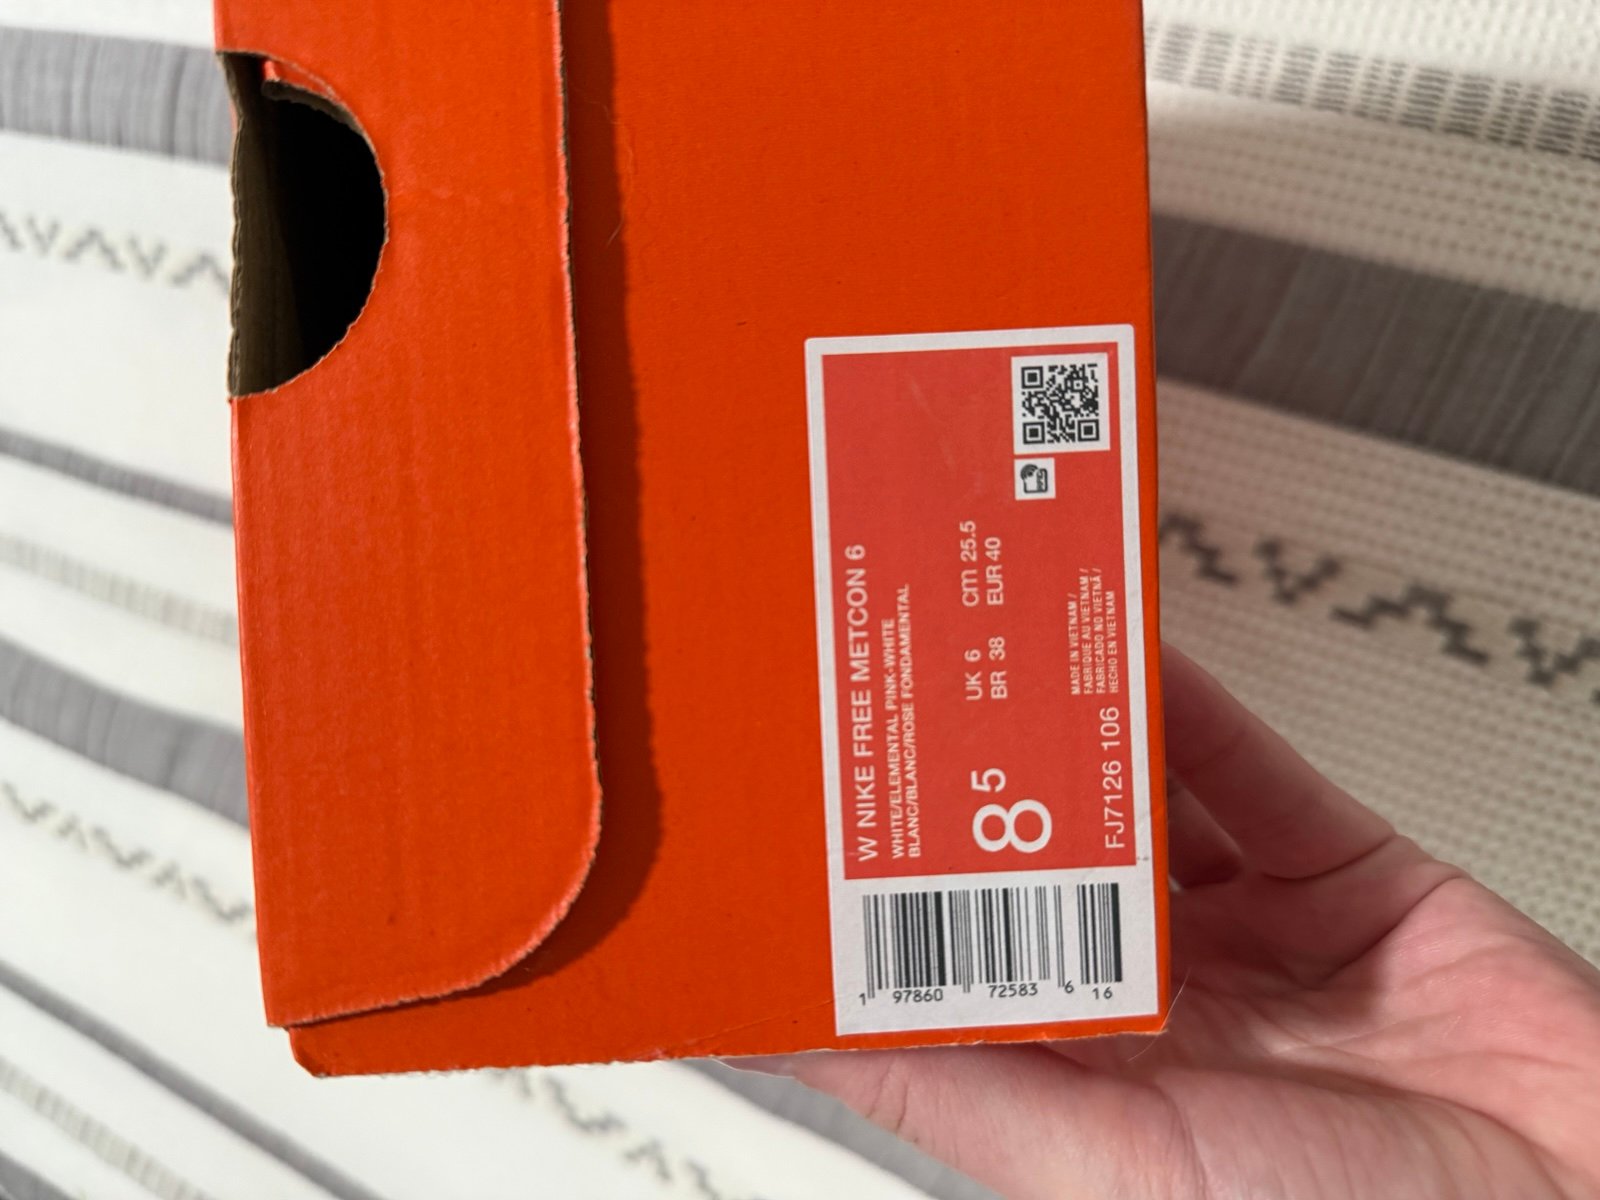 W NIKE FREE METCON 6
WHITE/ELEMENTAL PINK-WHITE
BLANC/BLANC/ROSE FONDAMENTAL
8 5
UK 6 cm 25.5
BR 38 EUR 40
MADE IN VIETNAM /
FABRIQUE AU VIETNAM /
FABRICADO NO VIETNÃ /
HECHO EN VIETNAM
FJ7126 106
1 97860 72583 6 16